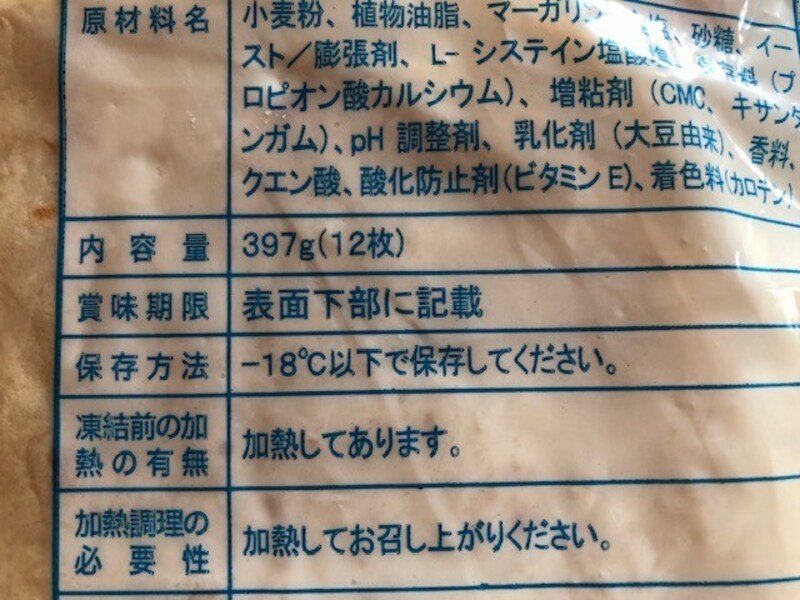 原材料名 小麦粉、植物油脂、マーガリン、食塩、砂糖、イー
スト／膨張剤、L-システイン塩酸塩、保存料(プ
ロピオン酸カルシウム)、増粘剤(CMC、キサンタ
ンガム)、pH調整剤、乳化剤(大豆由来)、香料、
クエン酸、酸化防止剤(ビタミンE)、着色料(カロテン)
内容量 397g(12枚)
賞味期限 表面下部に記載
保存方法 -18℃以下で保存してください。
凍結前の加
熱の有無 加熱してあります。
加熱調理の
必要性 加熱してお召し上がりください。